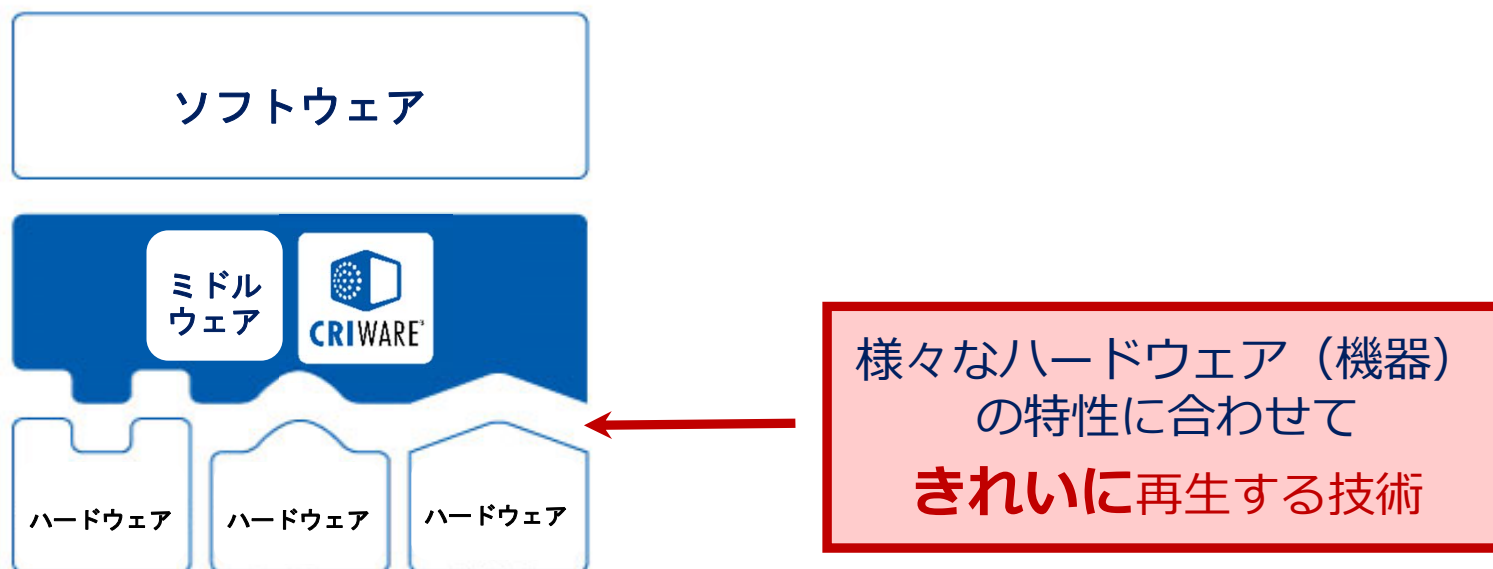 ソフトウェア
ミドル
ウェア
CRIWARE
様々なハードウェア（機器）
の特性に合わせて
きれいに再生する技術
ハードウェア
ハードウェア
ハードウェア